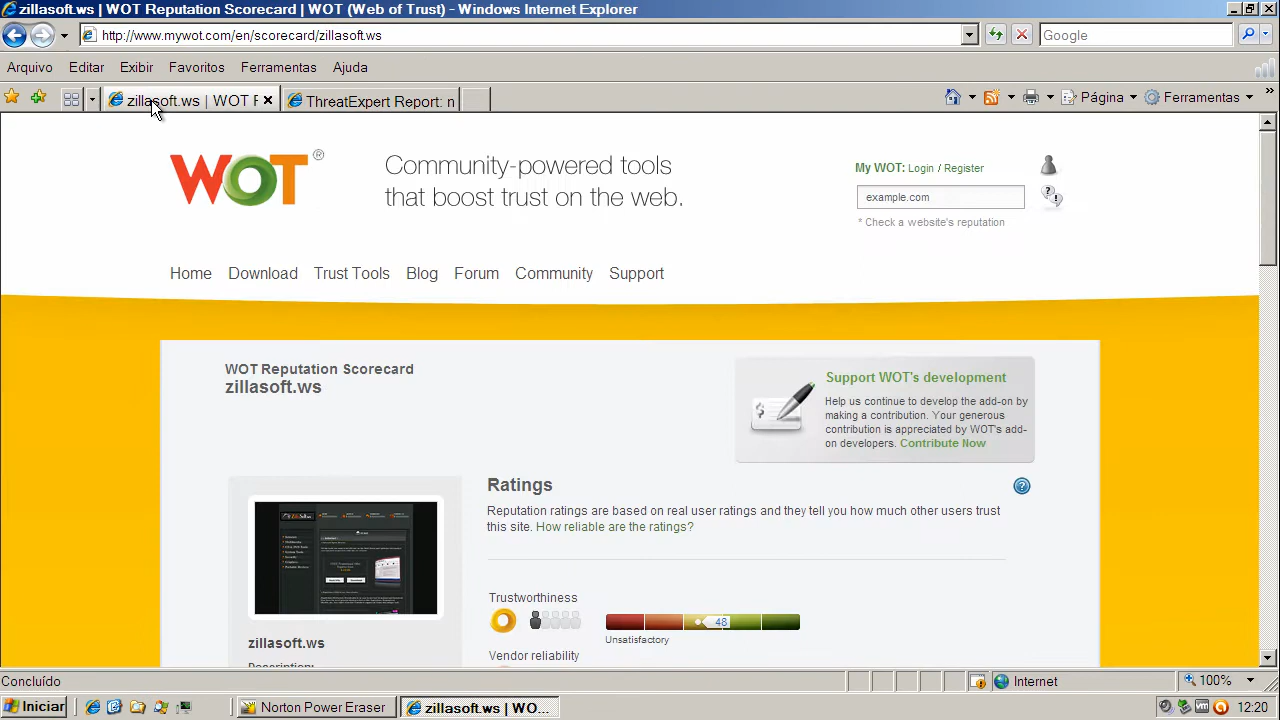 zillasoft.ws | WOT Reputation Scorecard | WOT (Web of Trust) - Windows Internet Explorer
http://www.mywot.com/en/scorecard/zillasoft.ws
Google
Arquivo Editar Exibir Favoritos Ferramentas Ajuda
zillasoft.ws | WOT F
ThreatExpert Report: n
Página
Ferramentas
WOT®
Community-powered tools
that boost trust on the web.
My WOT: Login / Register
example.com
* Check a website's reputation
Home Download Trust Tools Blog Forum Community Support
WOT Reputation Scorecard
zillasoft.ws
Support WOT's development
Help us continue to develop the add-on by
making a contribution. Your generous
contribution is appreciated by WOT's add-
on developers. Contribute Now
Ratings
Reputation ratings are based on real user ratings and they tell you how much other users trust
this site. How reliable are the ratings?
Trustworthiness
48
Unsatisfactory
Vendor reliability
zillasoft.ws
Description:
Concluído
Internet
100%
Iniciar
Norton Power Eraser
zillasoft.ws | WO...
12:20